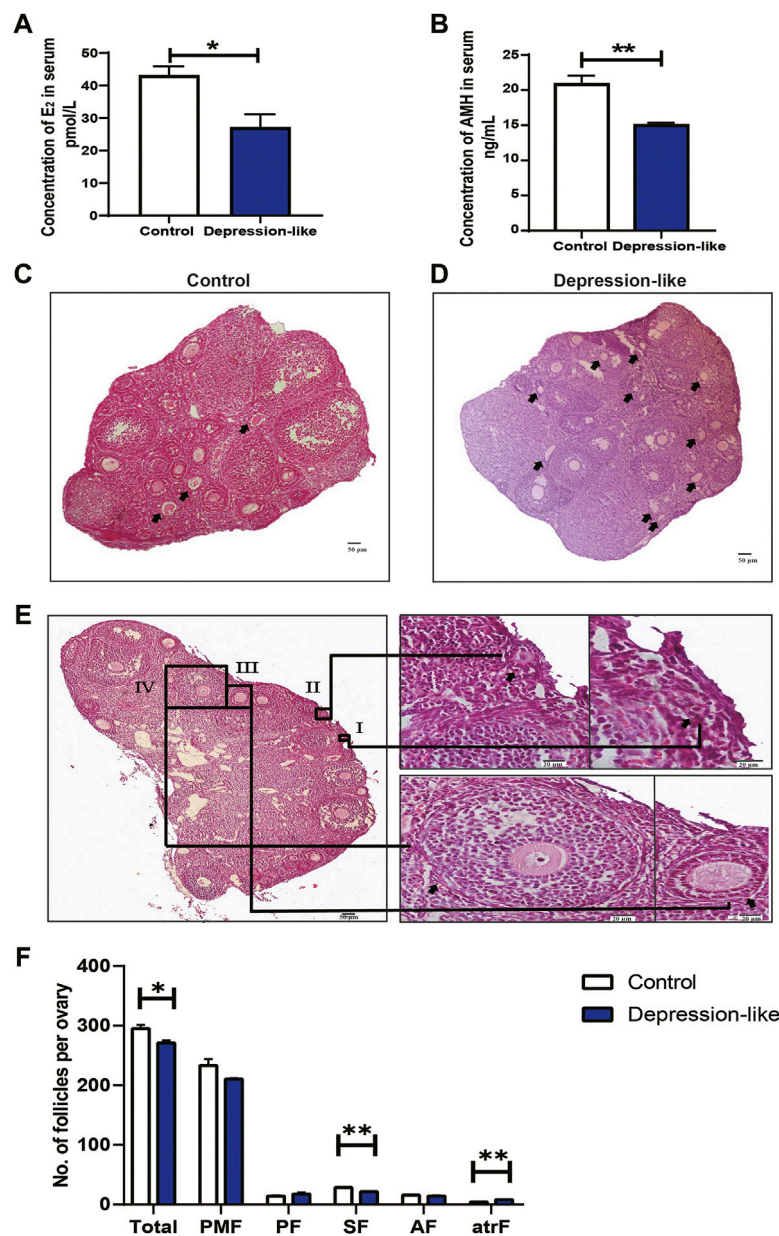 A
Concentration of E2 in serum
pmol/L
50
40
30
20
10
0
*
Control
Depression-like
B
Concentration of AMH in serum
ng/mL
25
20
15
10
5
0
**
Control
Depression-like
C
Control
50 μm
D
Depression-like
50 μm
E
IV
III
II
I
50 μm
20 μm
20 μm
20 μm
20 μm
F
No. of follicles per ovary
400
300
200
100
0
*
**
**
Total
PMF
PF
SF
AF
atrF
Control
Depression-like